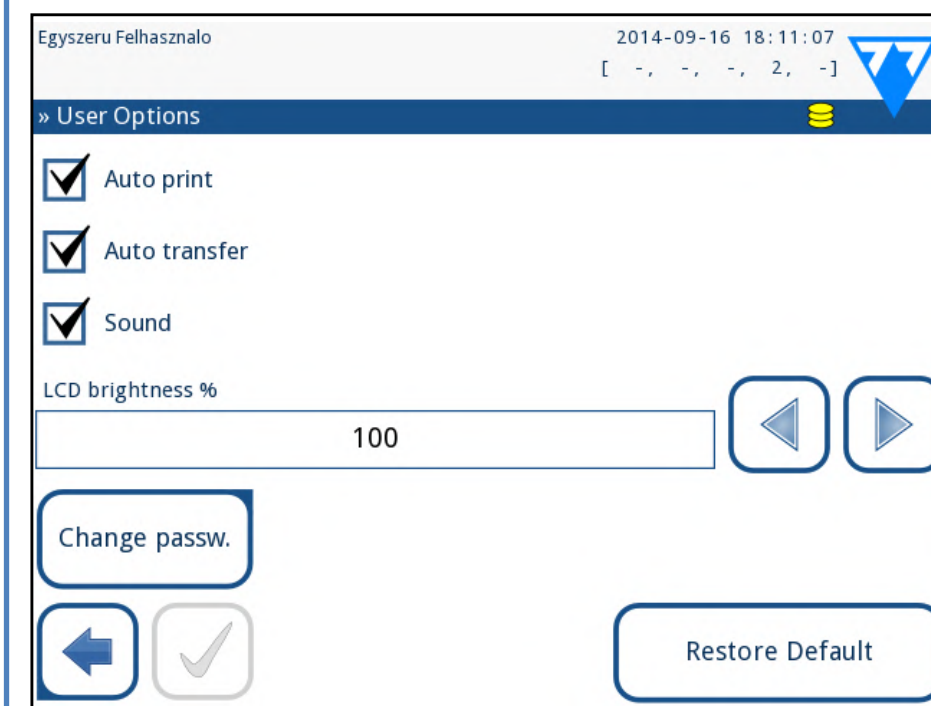 Egyszeru Felhasznalo
2014-09-16 18:11:07
[ -, -, -, 2, -]
» User Options
Auto print
Auto transfer
Sound
LCD brightness %
100
Change passw.
Restore Default